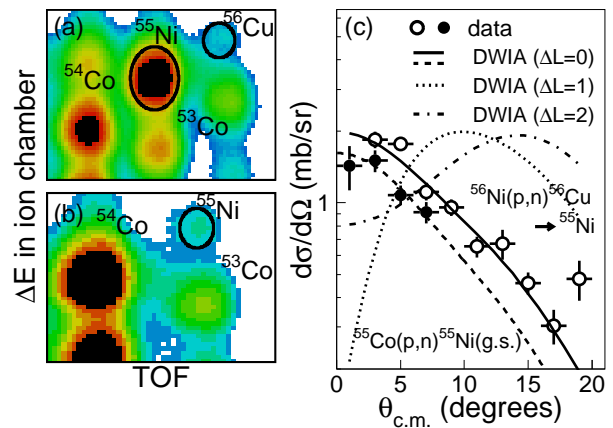 (a)
⁵⁵Ni
⁵⁶Cu
⁵⁴Co
⁵³Co
(b)
⁵⁴Co
⁵⁵Ni
⁵³Co
ΔE in ion chamber
TOF
(c)
data
DWIA (ΔL=0)
DWIA (ΔL=1)
DWIA (ΔL=2)
⁵⁶Ni(p,n)⁵⁶Cu
→ ⁵⁵Ni
⁵⁵Co(p,n)⁵⁵Ni(g.s.)
dσ/dΩ (mb/sr)
1
0 5 10 15 20
θc.m. (degrees)